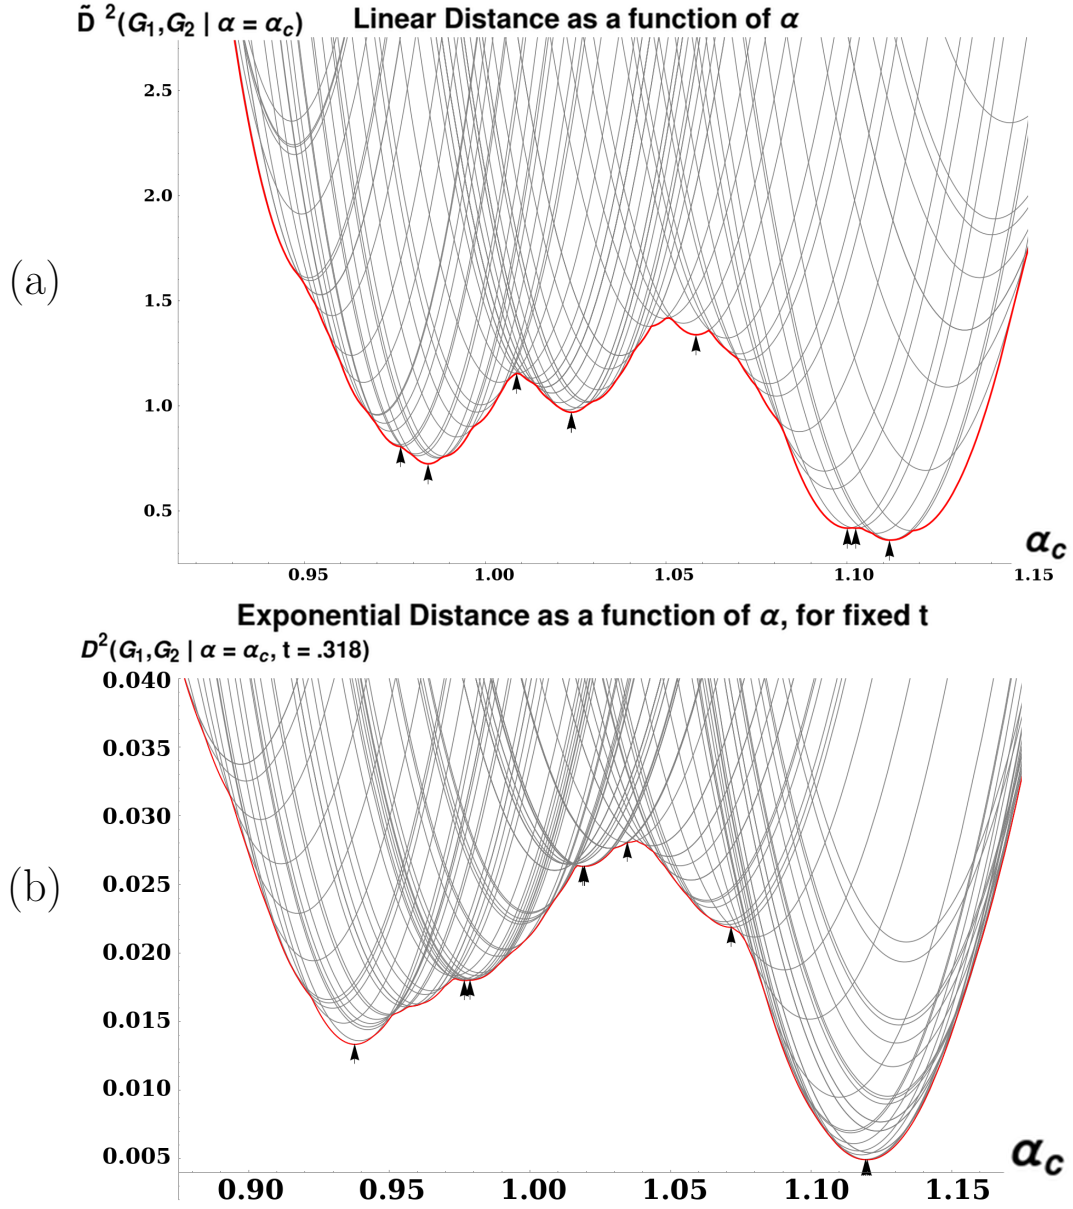 Linear Distance as a function of α
D̃ ²(G₁,G₂ | α = α_c)
2.5
2.0
(a)
1.5
1.0
0.5
α_c
0.95 1.00 1.05 1.10 1.15
Exponential Distance as a function of α, for fixed t
D²(G₁,G₂ | α = α_c, t = .318)
0.040
0.035
0.030
0.025
(b)
0.020
0.015
0.010
0.005
α_c
0.90 0.95 1.00 1.05 1.10 1.15